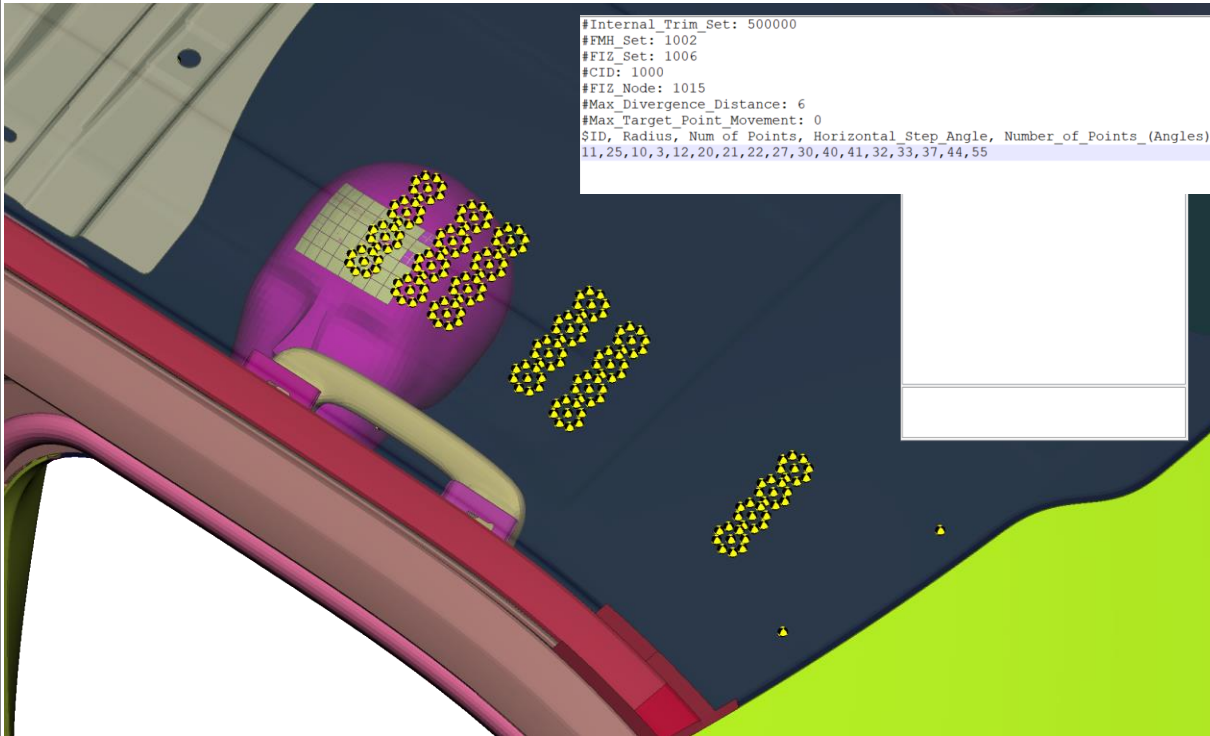 #Internal_Trim_Set: 500000
#FMH_Set: 1002
#FIZ_Set: 1006
#CID: 1000
#FIZ_Node: 1015
#Max_Divergence_Distance: 6
#Max_Target_Point_Movement: 0
$ID, Radius, Num of Points, Horizontal_Step_Angle, Number_of_Points_(Angles)
11,25,10,3,12,20,21,22,27,30,40,41,32,33,37,44,55